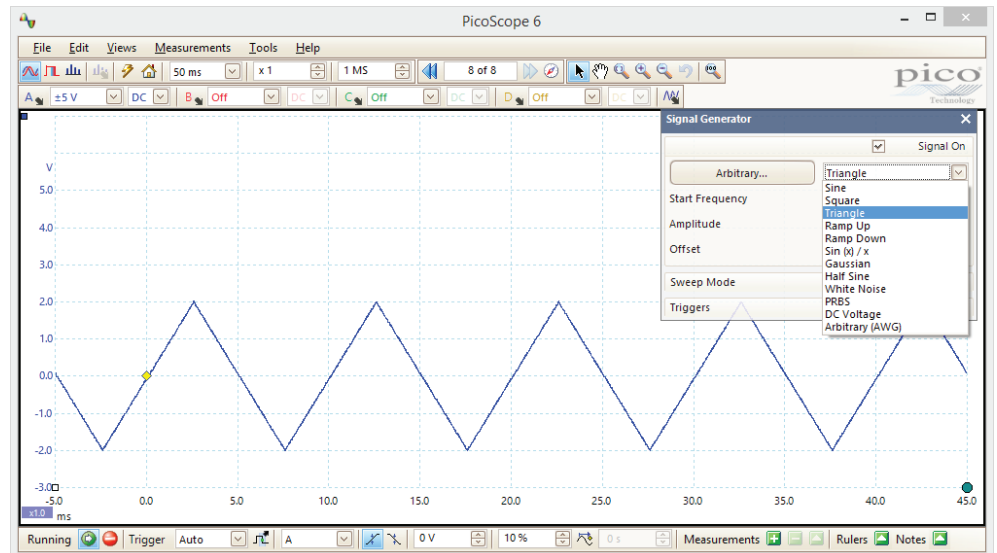 PicoScope 6
File Edit Views Measurements Tools Help
50 ms x 1 1 MS 8 of 8
A ±5 V DC B Off DC C Off DC D Off DC
pico
Technology
Signal Generator
Signal On
Arbitrary... Triangle
Sine
Square
Triangle
Ramp Up
Ramp Down
Sin (x) / x
Gaussian
Half Sine
White Noise
PRBS
DC Voltage
Arbitrary (AWG)
Start Frequency
Amplitude
Offset
Sweep Mode
Triggers
V
5.0
4.0
3.0
2.0
1.0
0.0
-1.0
-2.0
-3.0
-5.0 0.0 5.0 10.0 15.0 20.0 25.0 30.0 35.0 40.0 45.0
x1.0 ms
Running Trigger Auto A 0 V 10 % 0 s Measurements Rulers Notes